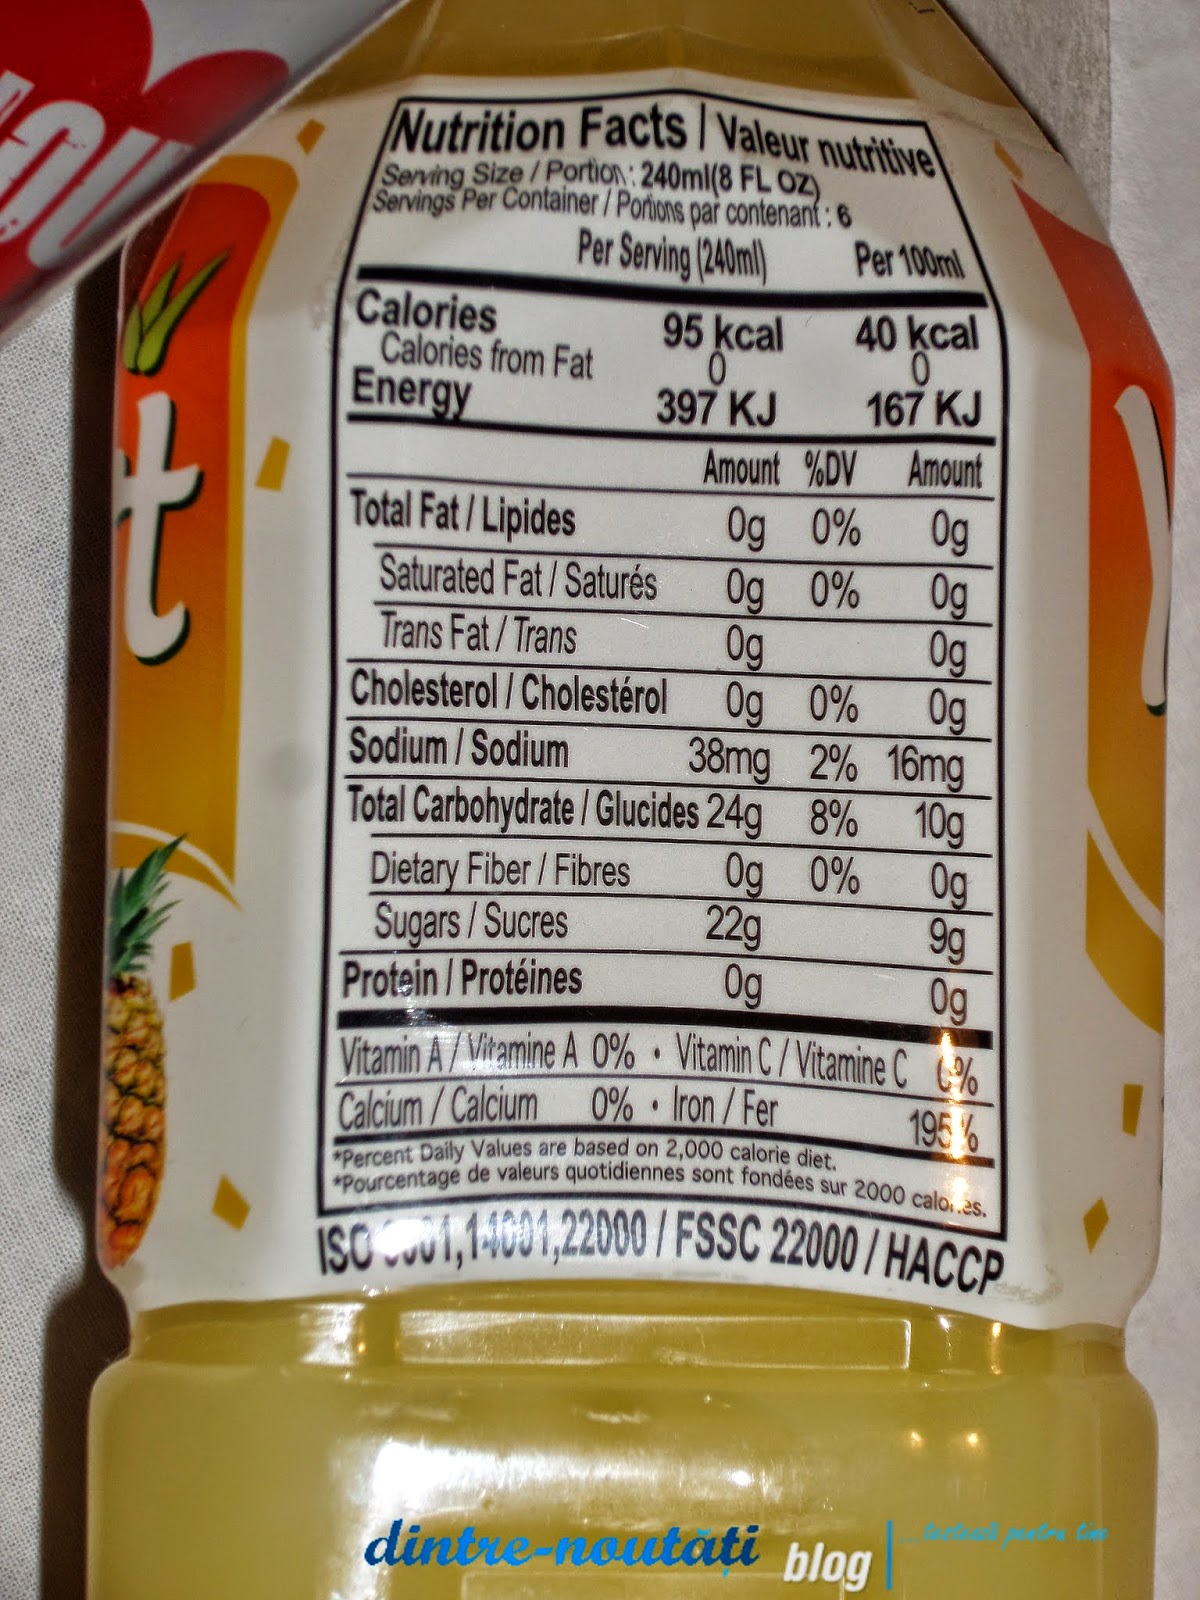 Nutrition Facts / Valeur nutritive
Serving Size / Portion: 240ml(8 FL OZ)
Servings Per Container / Portions par contenant : 6
Per Serving (240ml) Per 100ml
Calories 95 kcal 40 kcal
Calories from Fat 0 0
Energy 397 KJ 167 KJ
Amount %DV Amount
Total Fat / Lipides 0g 0% 0g
Saturated Fat / Saturés 0g 0% 0g
Trans Fat / Trans 0g 0g
Cholesterol / Cholestérol 0g 0% 0g
Sodium / Sodium 38mg 2% 16mg
Total Carbohydrate / Glucides 24g 8% 10g
Dietary Fiber / Fibres 0g 0% 0g
Sugars / Sucres 22g 9g
Protein / Protéines 0g 0g
Vitamin A / Vitamine A 0% • Vitamin C / Vitamine C
Calcium / Calcium 0% • Iron / Fer
*Percent Daily Values are based on 2,000 calorie diet.
*Pourcentage de valeurs quotidiennes sont fondées sur 2000 calories.
ISO 14001,22000 / FSSC 22000 / HACCP
t
dintre-noutăți blog